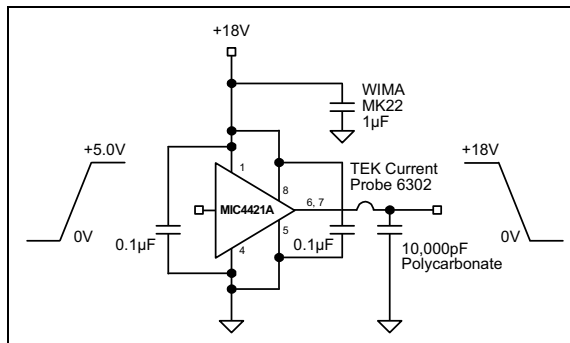 +18V
WIMA
MK22
1µF
+5.0V
0V
0.1µF
1
8
MIC4421A
6, 7
5
4
0.1µF
TEK Current
Probe 6302
+18V
0V
10,000pF
Polycarbonate